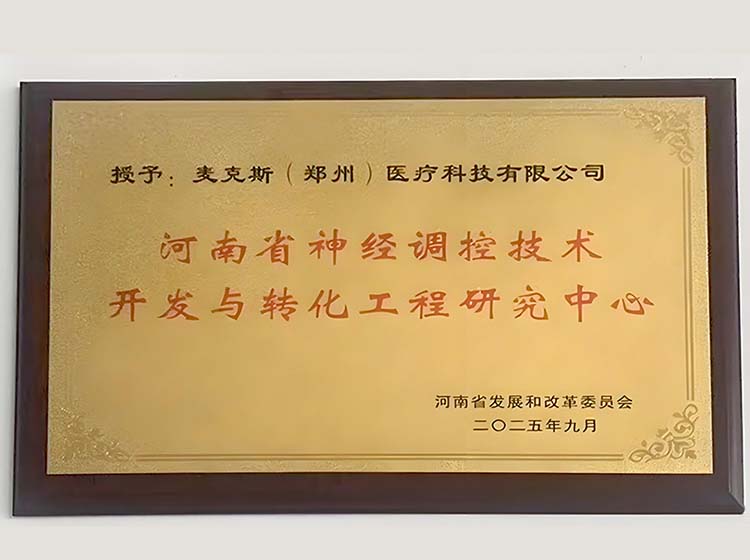 授予：麦克斯（郑州）医疗科技有限公司
河南省神经调控技术
开发与转化工程研究中心
河南省发展和改革委员会
二〇二五年九月